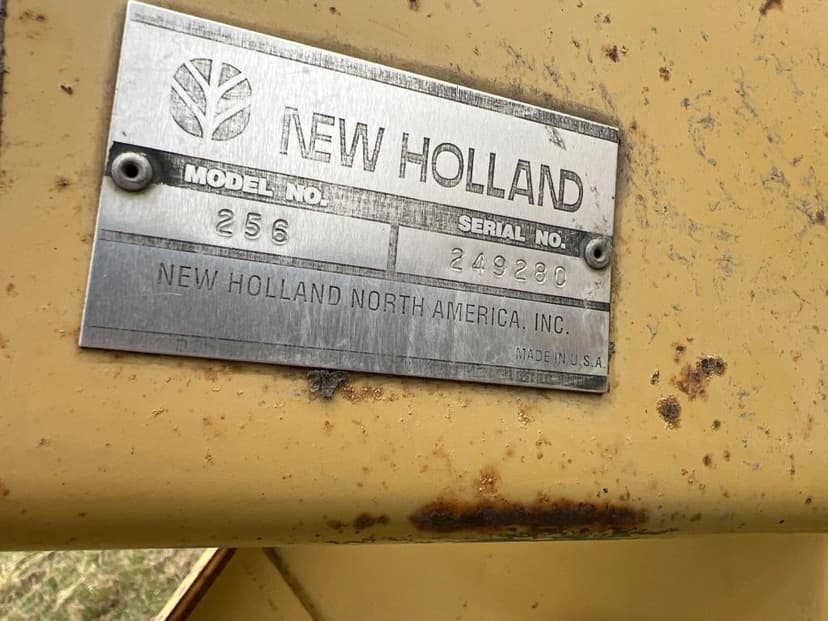 NEW HOLLAND
MODEL NO.
SERIAL NO.
256
249280
NEW HOLLAND NORTH AMERICA, INC.
MADE IN U.S.A.